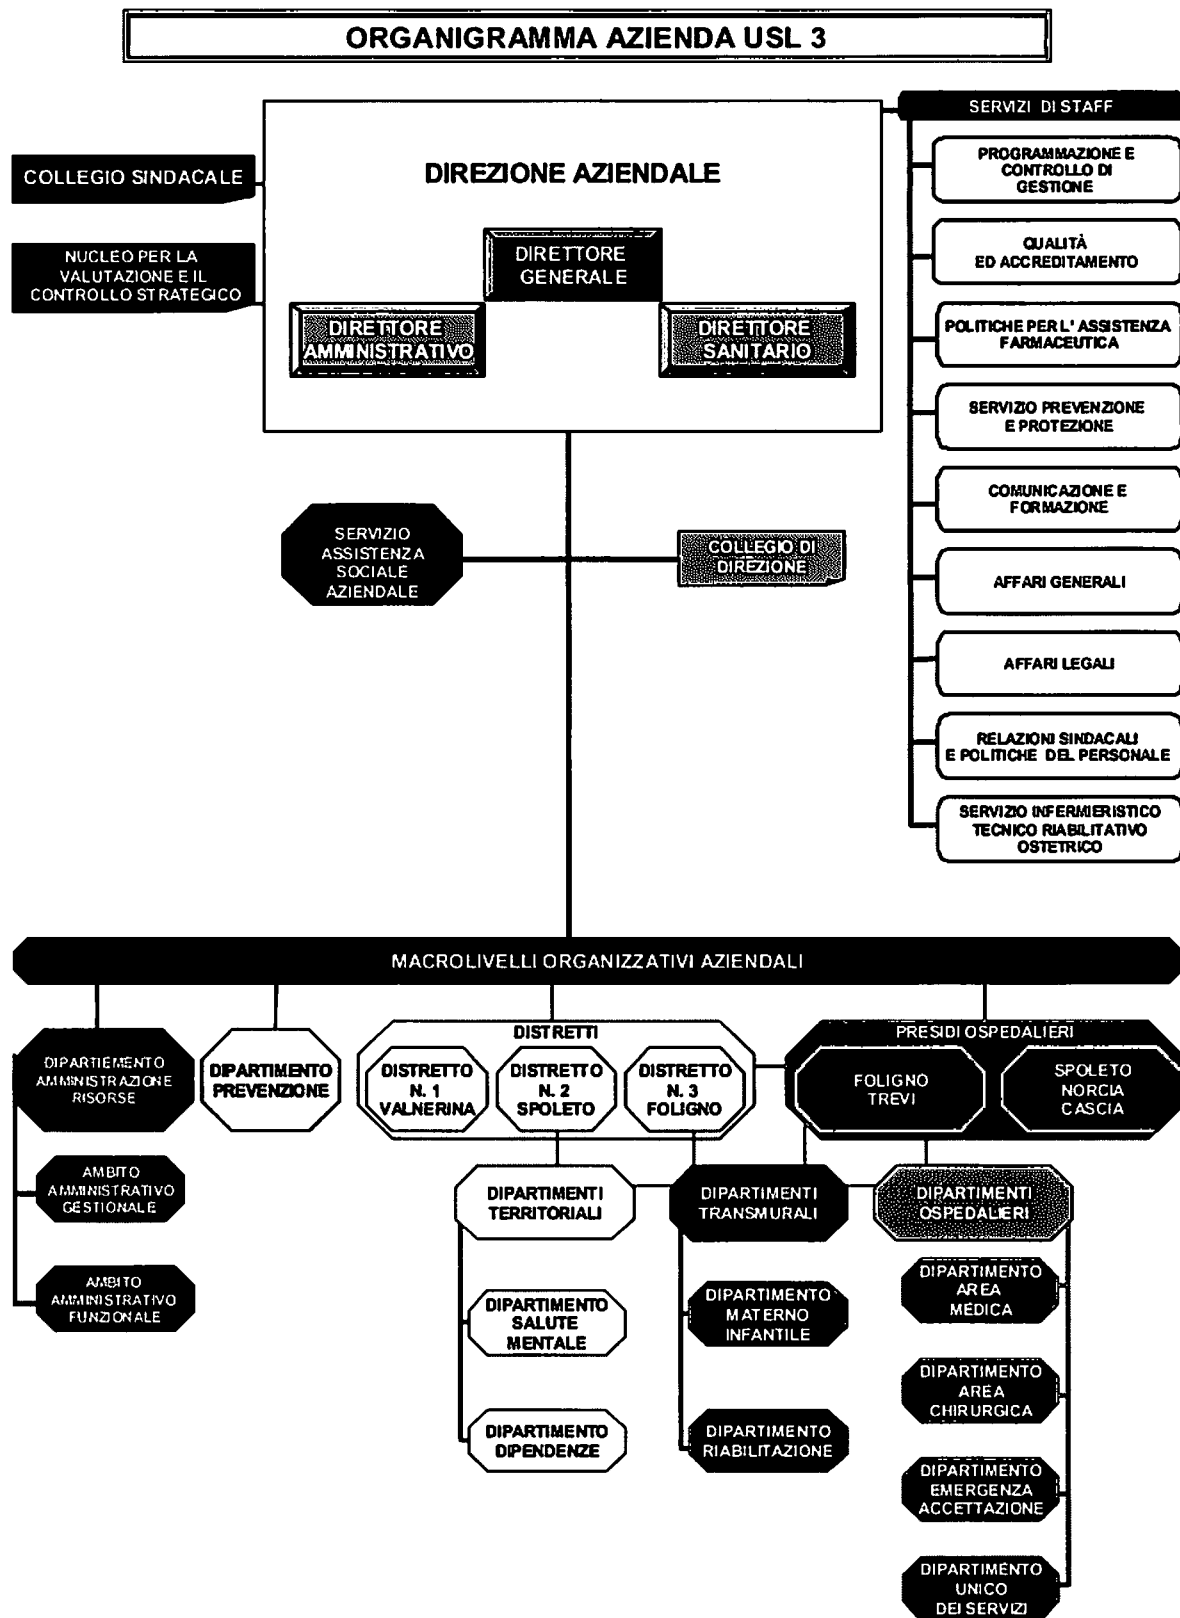 ORGANIGRAMMA AZIENDA USL 3
SERVIZI DI STAFF
COLLEGIO SINDACALE
NUCLEO PER LA
VALUTAZIONE E IL
CONTROLLO STRATEGICO
DIREZIONE AZIENDALE
DIRETTORE
GENERALE
DIRETTORE
AMMINISTRATIVO
DIRETTORE
SANITARIO
PROGRAMMAZIONE E
CONTROLLO DI
GESTIONE
QUALITÀ
ED ACCREDITAMENTO
POLITICHE PER L' ASSISTENZA
FARMACEUTICA
SERVIZIO PREVENZIONE
E PROTEZIONE
COMUNICAZIONE E
FORMAZIONE
AFFARI GENERALI
AFFARI LEGALI
RELAZIONI SINDACALI
E POLITICHE DEL PERSONALE
SERVIZIO INFERMIERISTICO
TECNICO RIABILITATIVO
OSTETRICO
SERVIZIO
ASSISTENZA
SOCIALE
AZIENDALE
COLLEGIO DI
DIREZIONE
MACROLIVELLI ORGANIZZATIVI AZIENDALI
DIPARTIEMENTO
AMMINISTRAZIONE
RISORSE
AMBITO
AMMINISTRATIVO
GESTIONALE
AMBITO
AMMINISTRATIVO
FUNZIONALE
DIPARTIMENTO
PREVENZIONE
DISTRETTI
DISTRETTO
N. 1
VALNERINA
DISTRETTO
N. 2
SPOLETO
DISTRETTO
N. 3
FOLIGNO
PRESIDI OSPEDALIERI
FOLIGNO
TREVI
SPOLETO
NORCIA
CASCIA
DIPARTIMENTI
TERRITORIALI
DIPARTIMENTO
SALUTE
MENTALE
DIPARTIMENTO
DIPENDENZE
DIPARTIMENTI
TRANSMURALI
DIPARTIMENTO
MATERNO
INFANTILE
DIPARTIMENTO
RIABILITAZIONE
DIPARTIMENTI
OSPEDALIERI
DIPARTIMENTO
AREA
MEDICA
DIPARTIMENTO
AREA
CHIRURGICA
DIPARTIMENTO
EMERGENZA
ACCETTAZIONE
DIPARTIMENTO
UNICO
DEI SERVIZI